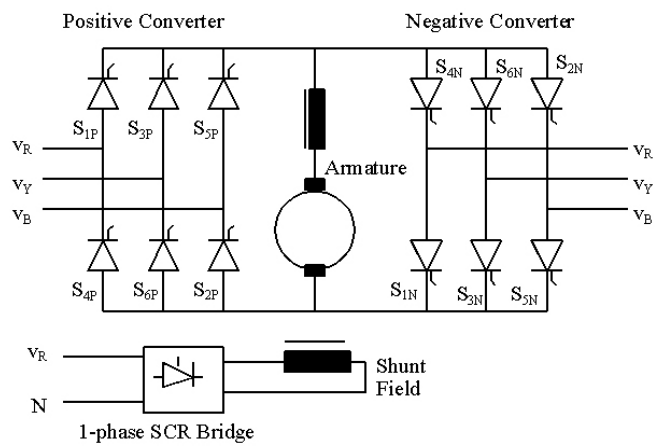 Positive Converter
Negative Converter
S4N
S6N
S2N
S1P
S3P
S5P
vR
vR
Armature
vY
vY
vB
vB
S4P
S6P
S2P
S1N
S3N
S5N
vR
Shunt
Field
N
1-phase SCR Bridge